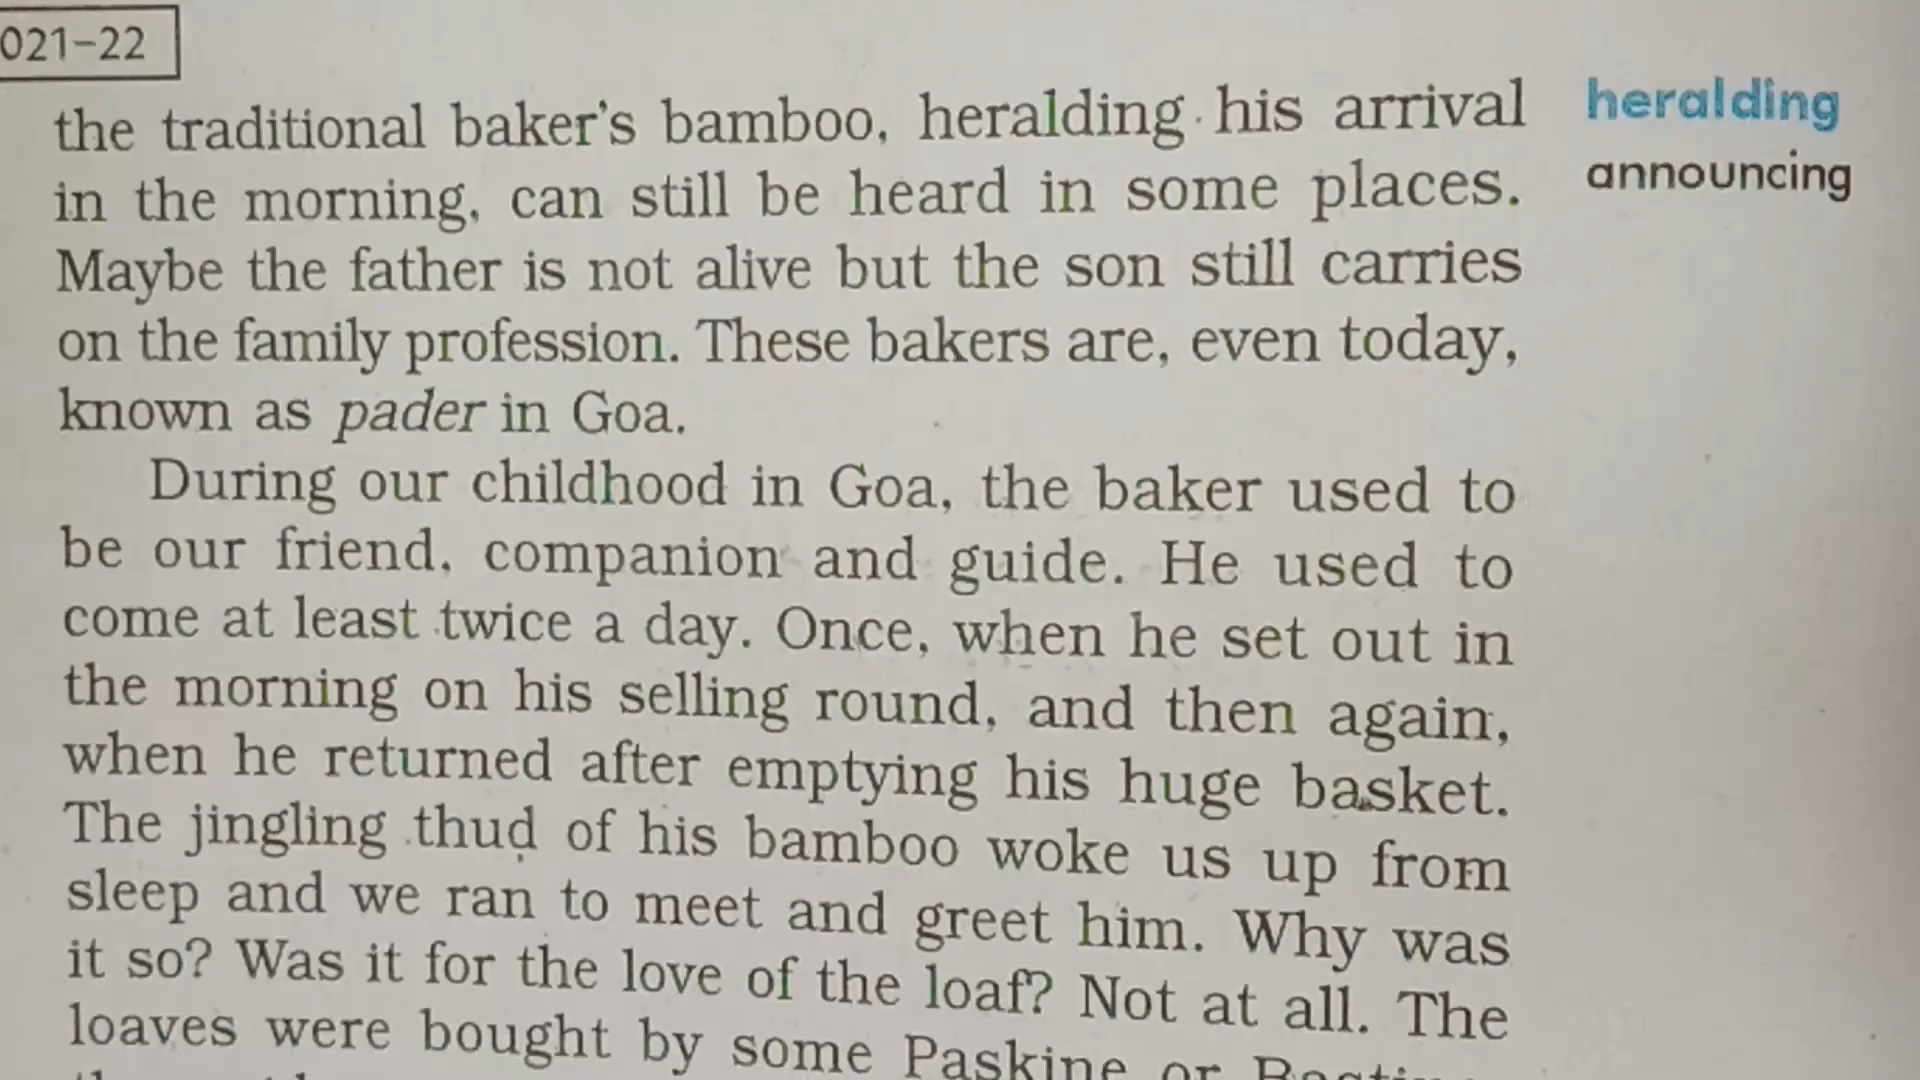 021-22
the traditional baker's bamboo, heralding his arrival
in the morning, can still be heard in some places.
Maybe the father is not alive but the son still carries
on the family profession. These bakers are, even today,
known as pader in Goa.
During our childhood in Goa, the baker used to
be our friend, companion and guide. He used to
come at least twice a day. Once, when he set out in
the morning on his selling round, and then again,
when he returned after emptying his huge basket.
The jingling thud of his bamboo woke us up from
sleep and we ran to meet and greet him. Why was
it so? Was it for the love of the loaf? Not at all. The
loaves were bought by some Paskine or
heralding
announcing